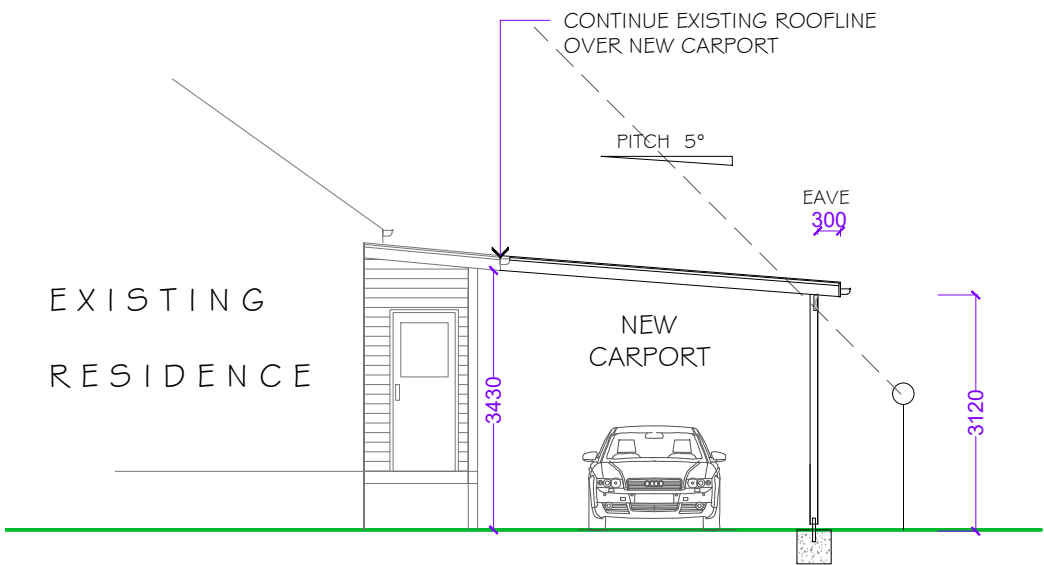 CONTINUE EXISTING ROOFLINE
OVER NEW CARPORT
PITCH 5°
EAVE
300
EXISTING
RESIDENCE
NEW
CARPORT
3430
3120